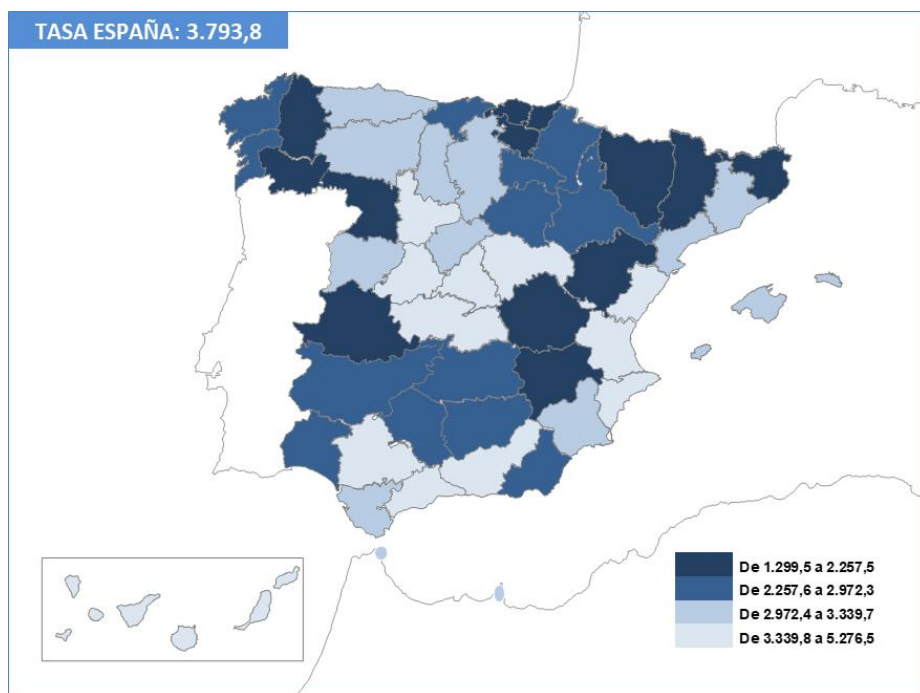 TASA ESPAÑA: 3.793,8
De 1.299,5 a 2.257,5
De 2.257,6 a 2.972,3
De 2.972,4 a 3.339,7
De 3.339,8 a 5.276,5